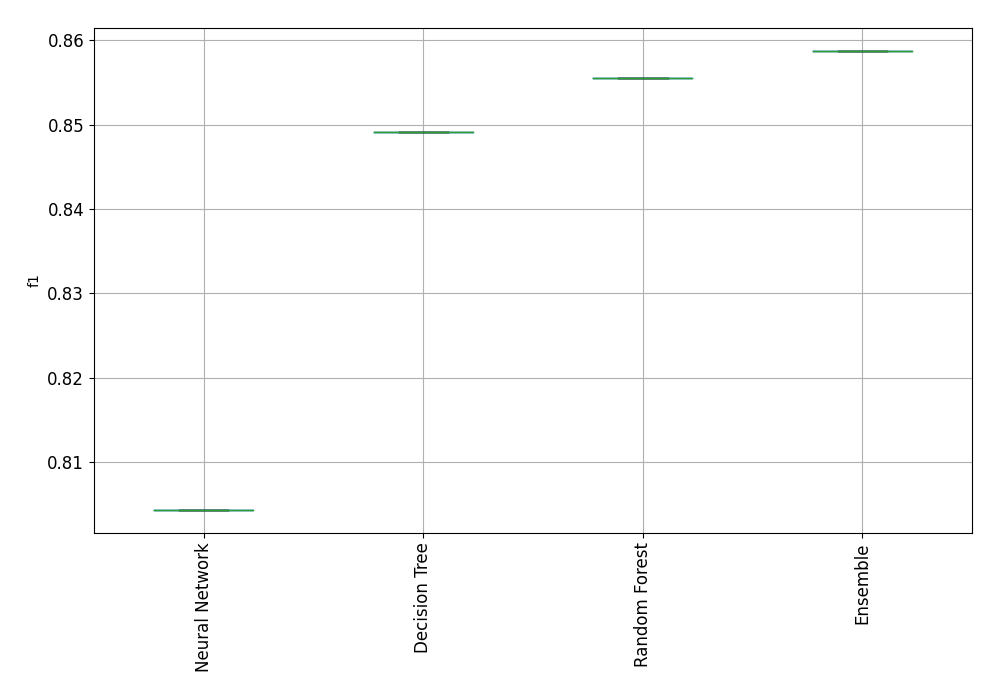 0.86
0.85
0.84
0.83
0.82
0.81
f1
Neural Network
Decision Tree
Random Forest
Ensemble